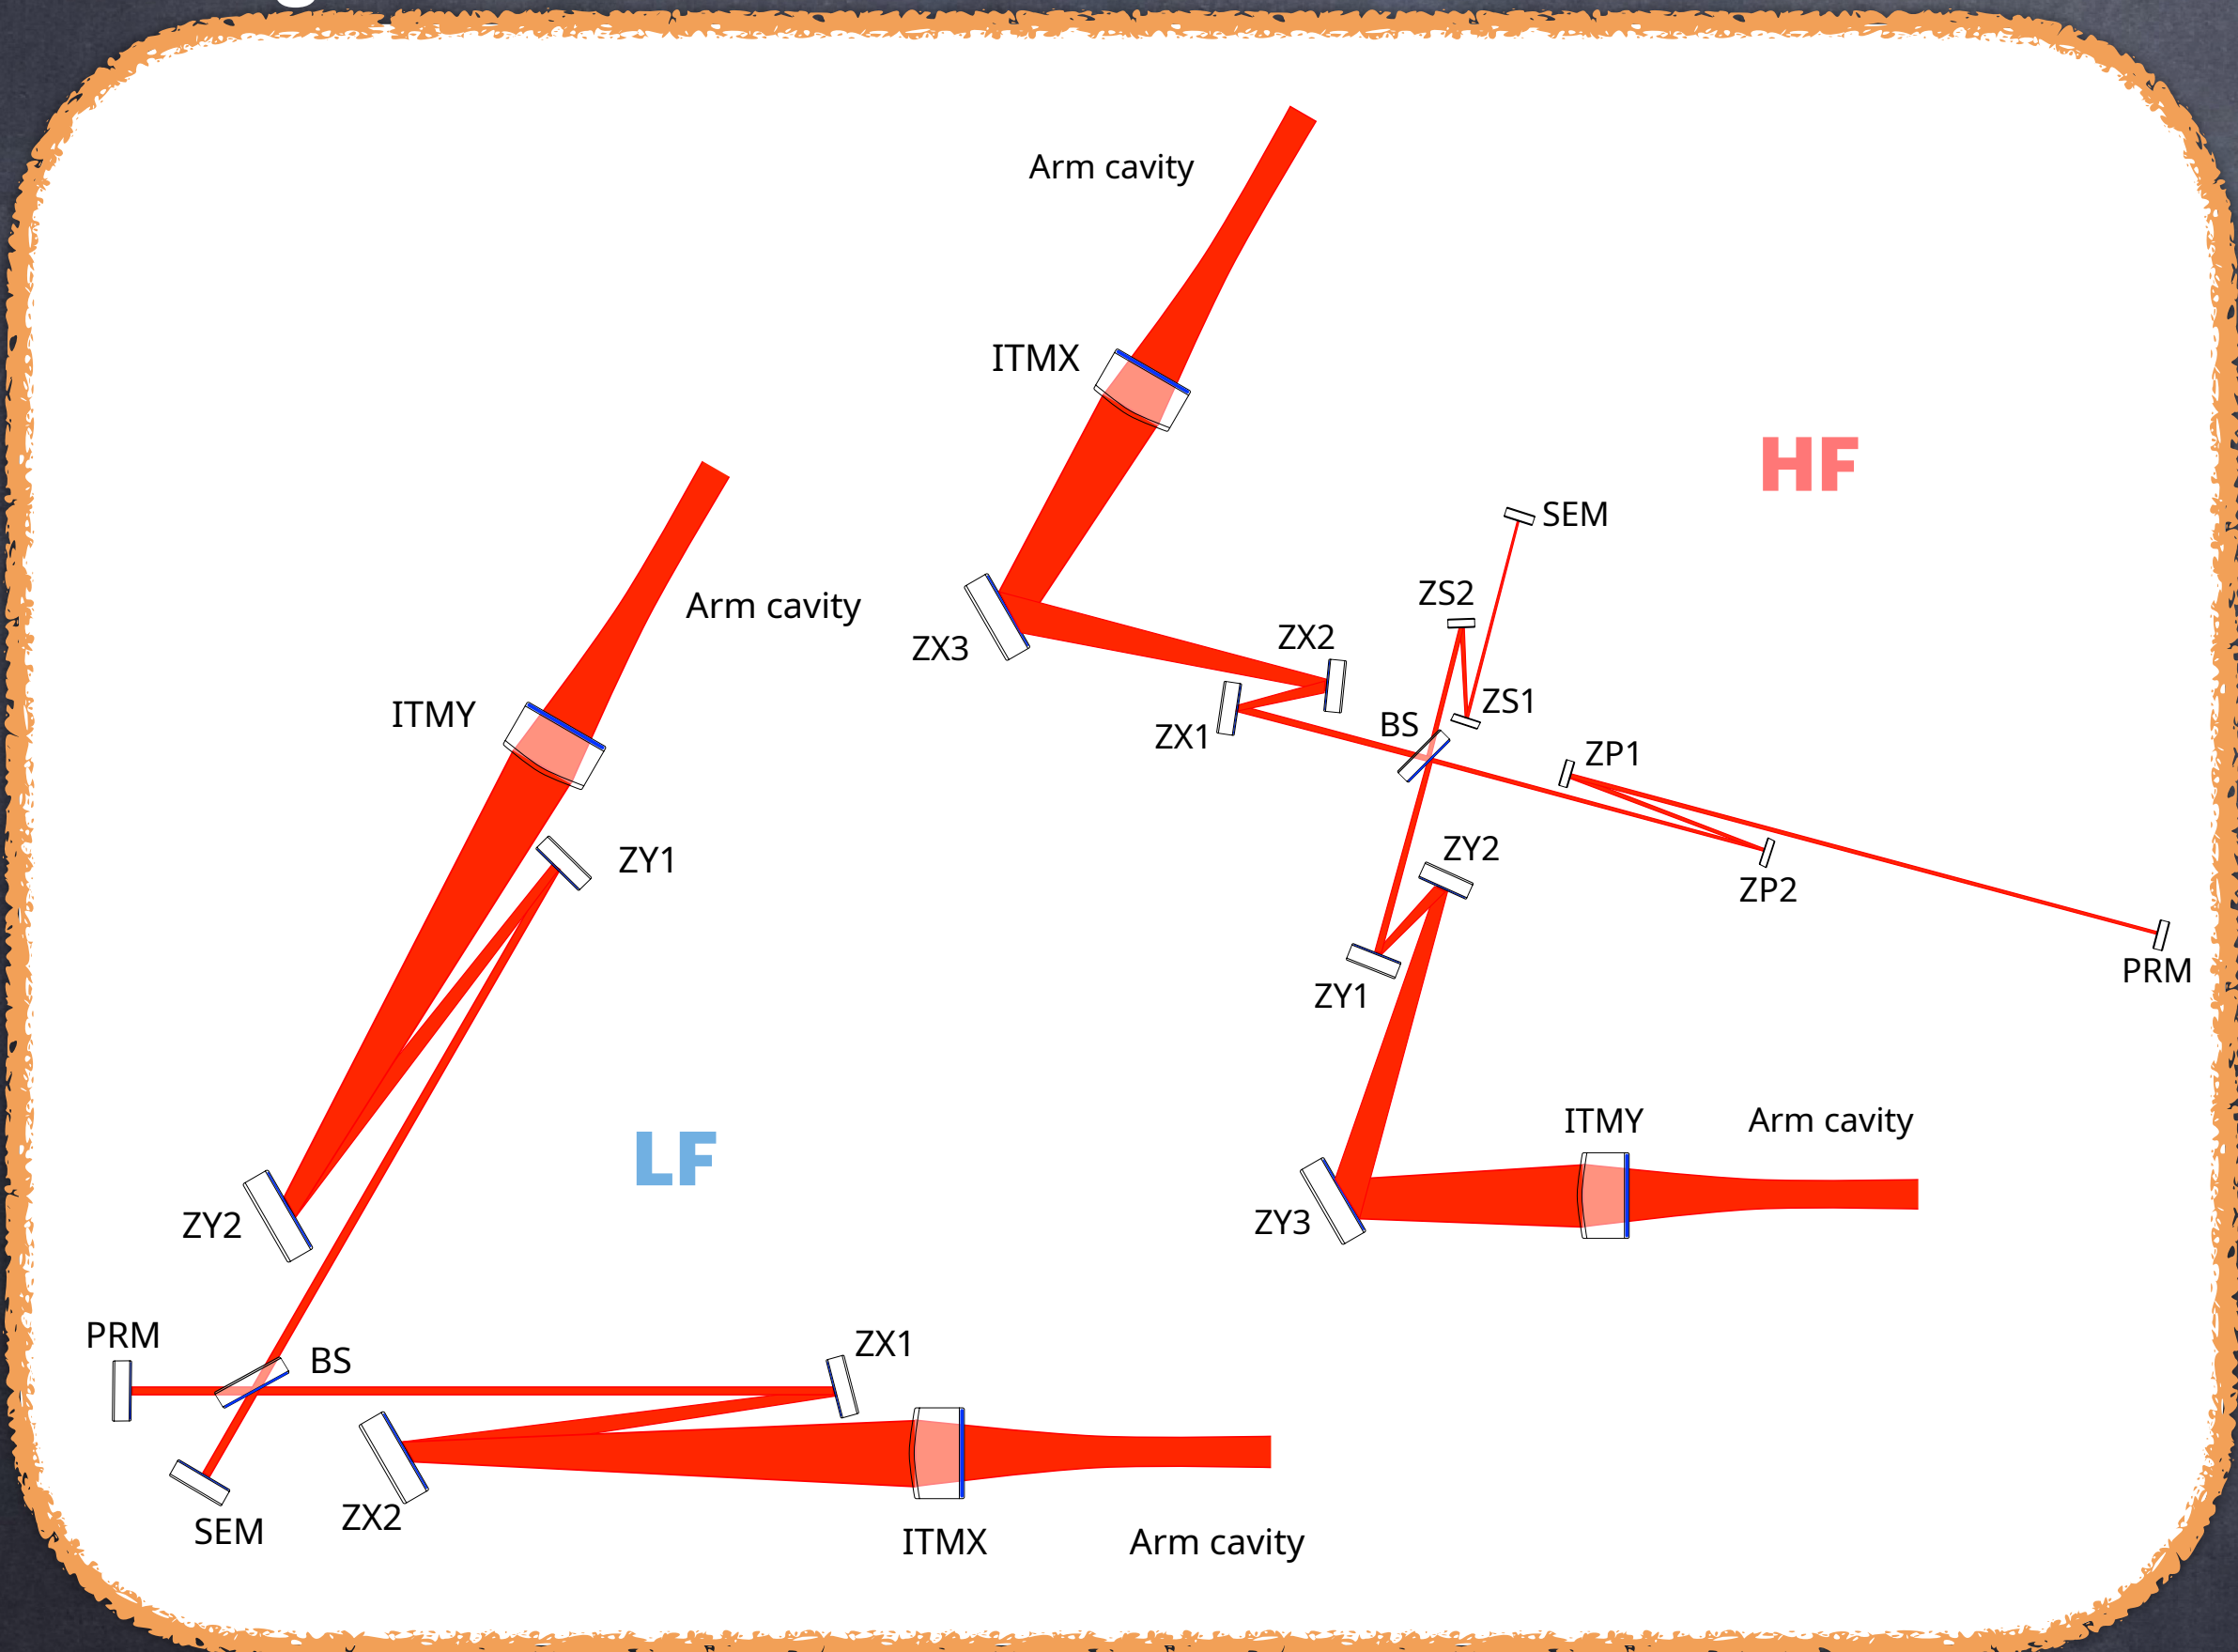 Arm cavity
ITMX
HF
SEM
ZS2
Arm cavity
ZX2
ZX3
ZS1
ITMY
BS
ZX1
ZP1
ZY2
ZY1
ZP2
PRM
ZY1
ITMY
Arm cavity
LF
ZY2
ZY3
PRM
ZX1
BS
ZX2
SEM
ITMX
Arm cavity